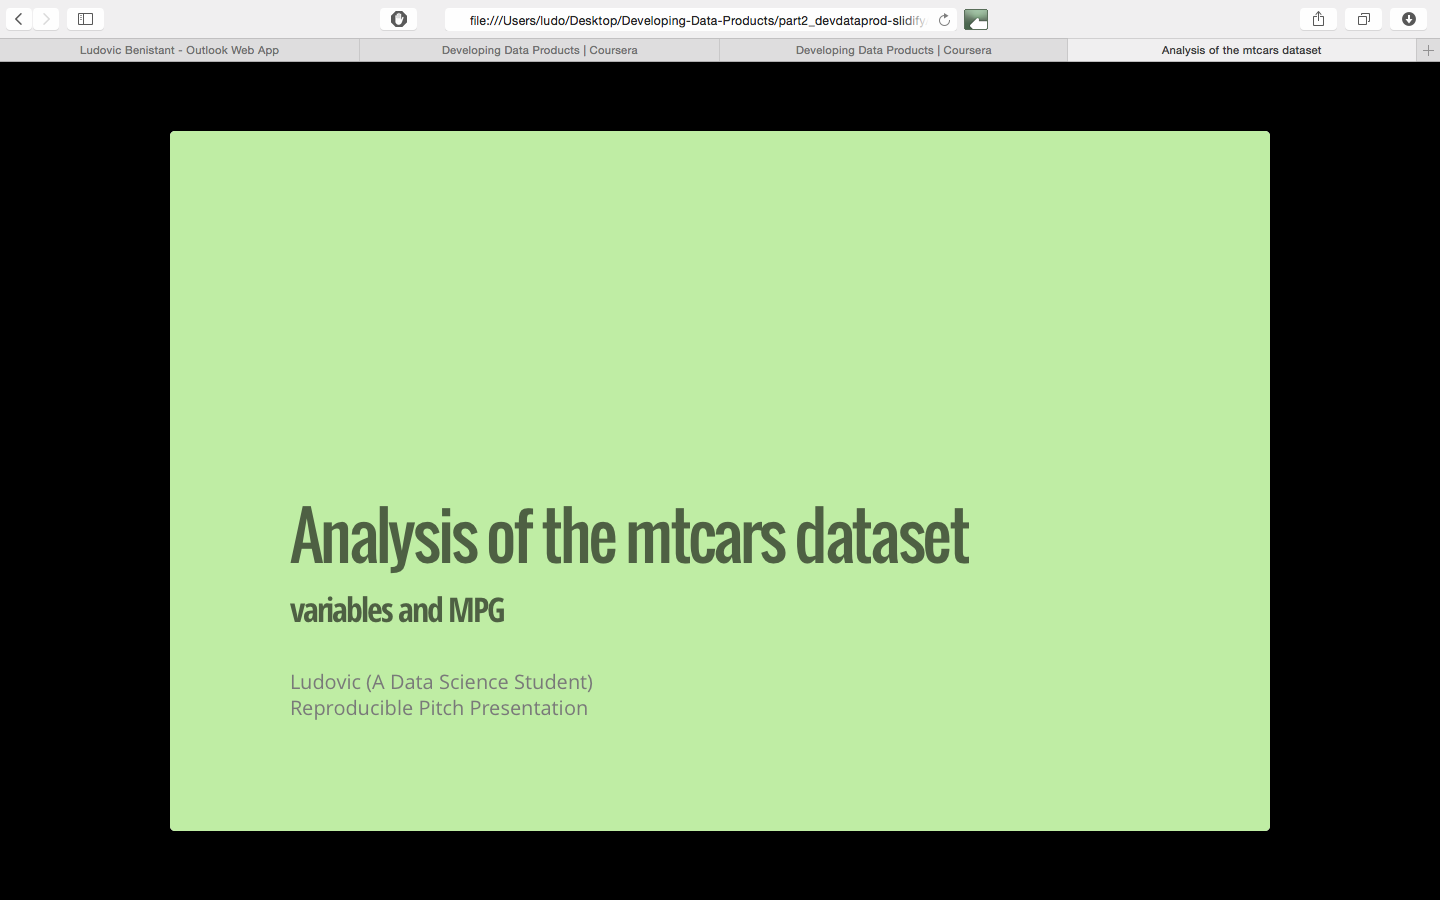 file:///Users/ludo/Desktop/Developing-Data-Products/part2_devdataprod-slidify
Ludovic Benistant - Outlook Web App
Developing Data Products | Coursera
Developing Data Products | Coursera
Analysis of the mtcars dataset
Analysis of the mtcars dataset
variables and MPG
Ludovic (A Data Science Student)
Reproducible Pitch Presentation